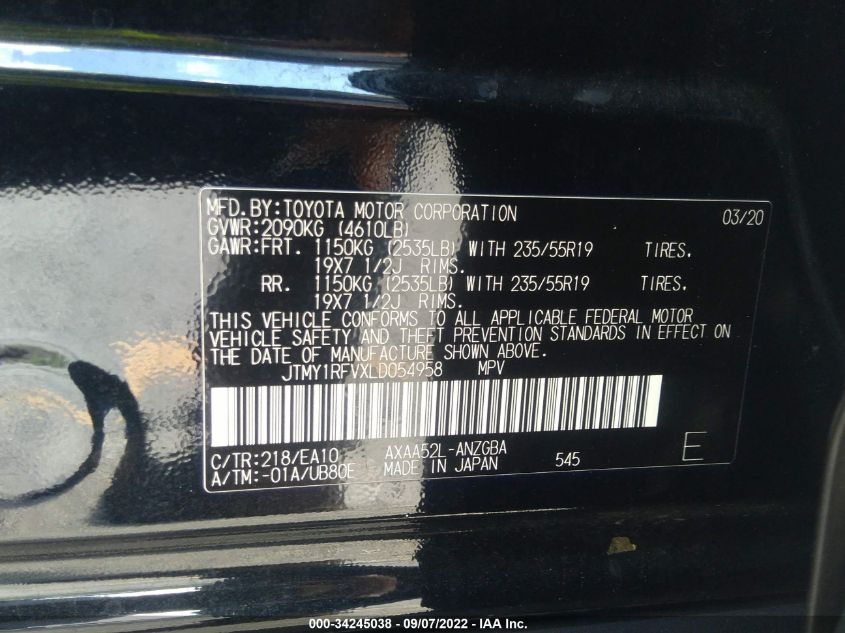 MFD.BY:TOYOTA MOTOR CORPORATION 03/20
GVWR:2090KG (4610LB)
GAWR:FRT. 1150KG (2535LB) WITH 235/55R19 TIRES.
19X7 1/2J RIMS.
RR. 1150KG (2535LB) WITH 235/55R19 TIRES.
19X7 1/2J RIMS.
THIS VEHICLE CONFORMS TO ALL APPLICABLE FEDERAL MOTOR
VEHICLE SAFETY AND THEFT PREVENTION STANDARDS IN EFFECT ON
THE DATE OF MANUFACTURE SHOWN ABOVE.
JTMY1RFVXLD054958 MPV
C/TR:218/EA10 AXAA52L-ANZGBA
A/TM:-01A/UB80E MADE IN JAPAN 545 E
000-34245038 - 09/07/2022 - IAA Inc.